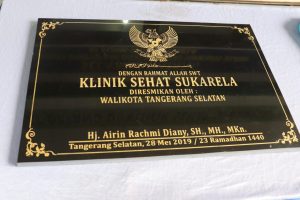 DENGAN RAHMAT ALLAH SWT
KLINIK SEHAT SUKARELA
DIRESMIKAN OLEH :
WALIKOTA TANGERANG SELATAN
Hj. Airin Rachmi Diany, SH., MH., MKn.
Tangerang Selatan, 28 Mei 2019 / 23 Ramadhan 1440